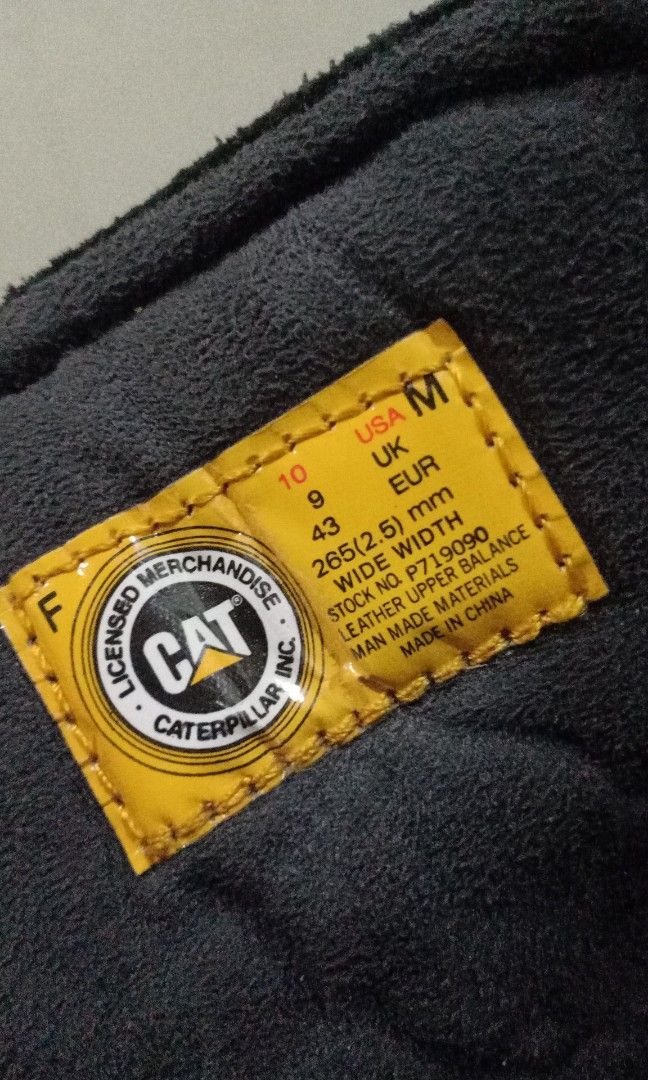 F
LICENSED MERCHANDISE
CAT®
CATERPILLAR INC.
10 USA M
9 UK
43 EUR
265(2.5) mm
WIDE WIDTH
STOCK NO. P719090
LEATHER UPPER BALANCE
MAN MADE MATERIALS
MADE IN CHINA